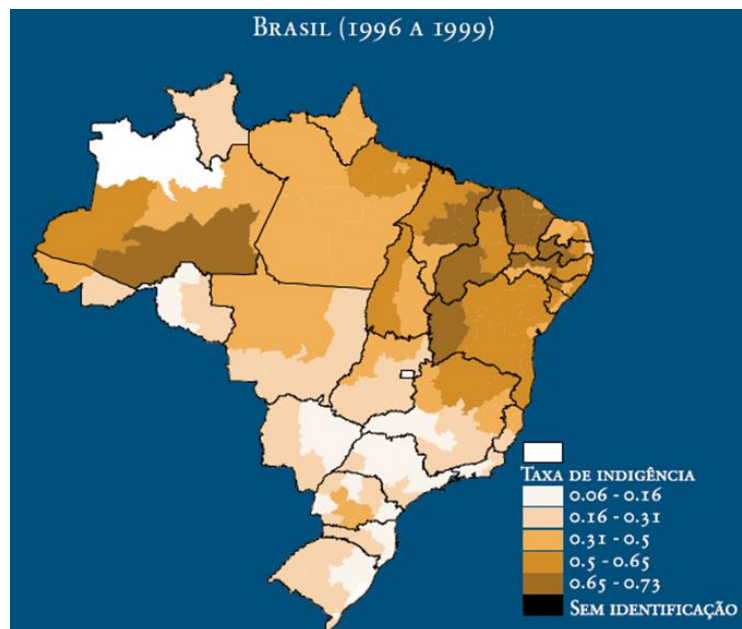 Brasil (1996 a 1999)
Taxa de indigência
0.06 - 0.16
0.16 - 0.31
0.31 - 0.5
0.5 - 0.65
0.65 - 0.73
Sem identificação